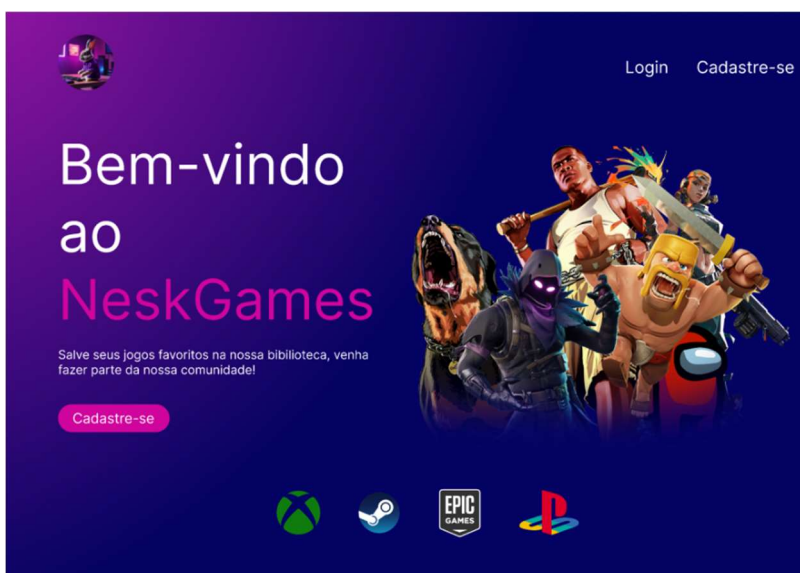 Login Cadastre-se
Bem-vindo
ao
NeskGames
Salve seus jogos favoritos na nossa bibilioteca, venha
fazer parte da nossa comunidade!
Cadastre-se
EPIC
GAMES